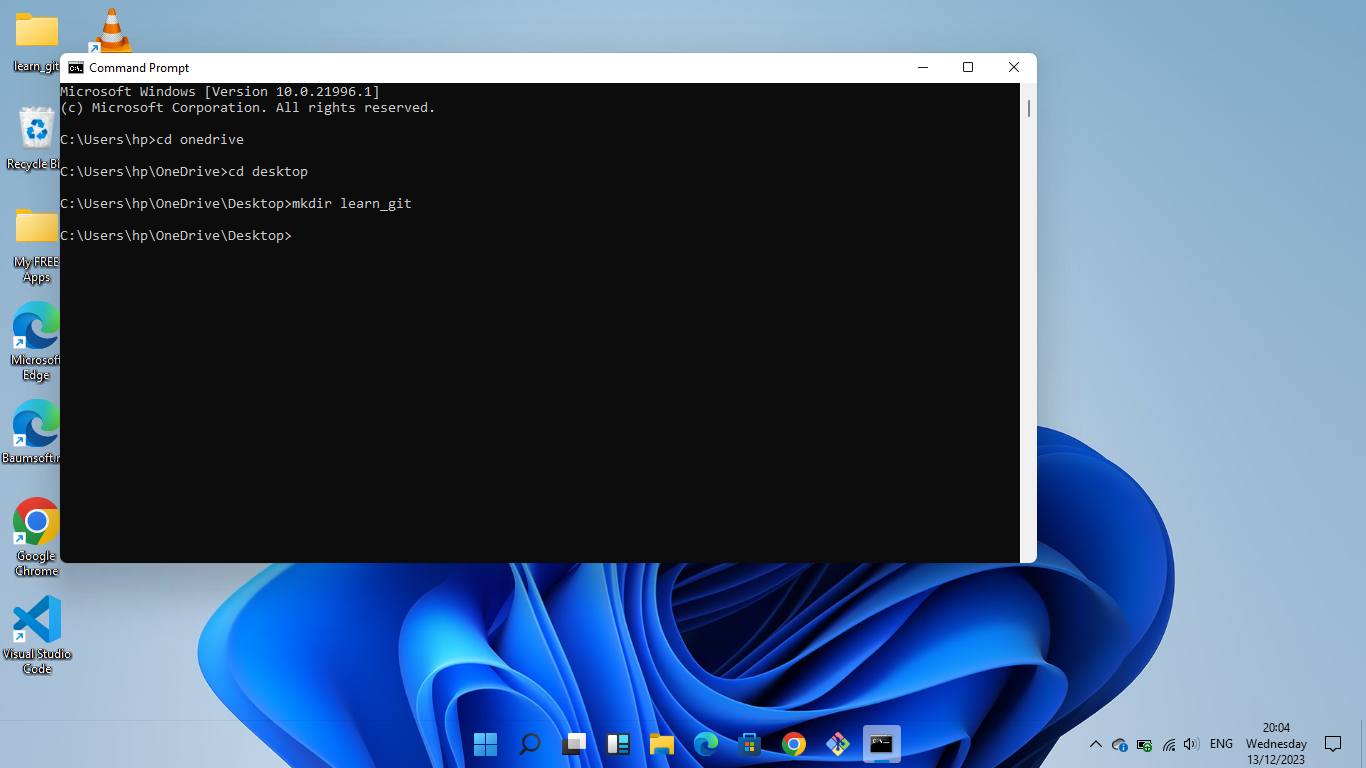 learn_git
Command Prompt
Microsoft Windows [Version 10.0.21996.1]
(c) Microsoft Corporation. All rights reserved.
C:\Users\hp>cd onedrive
C:\Users\hp\OneDrive>cd desktop
C:\Users\hp\OneDrive\Desktop>mkdir learn_git
C:\Users\hp\OneDrive\Desktop>
Recycle Bi
My FREE
Apps
Microsof
Edge
Baumsoft.
Google
Chrome
Visual Studio
Code
ENG
20:04
Wednesday
13/12/2023